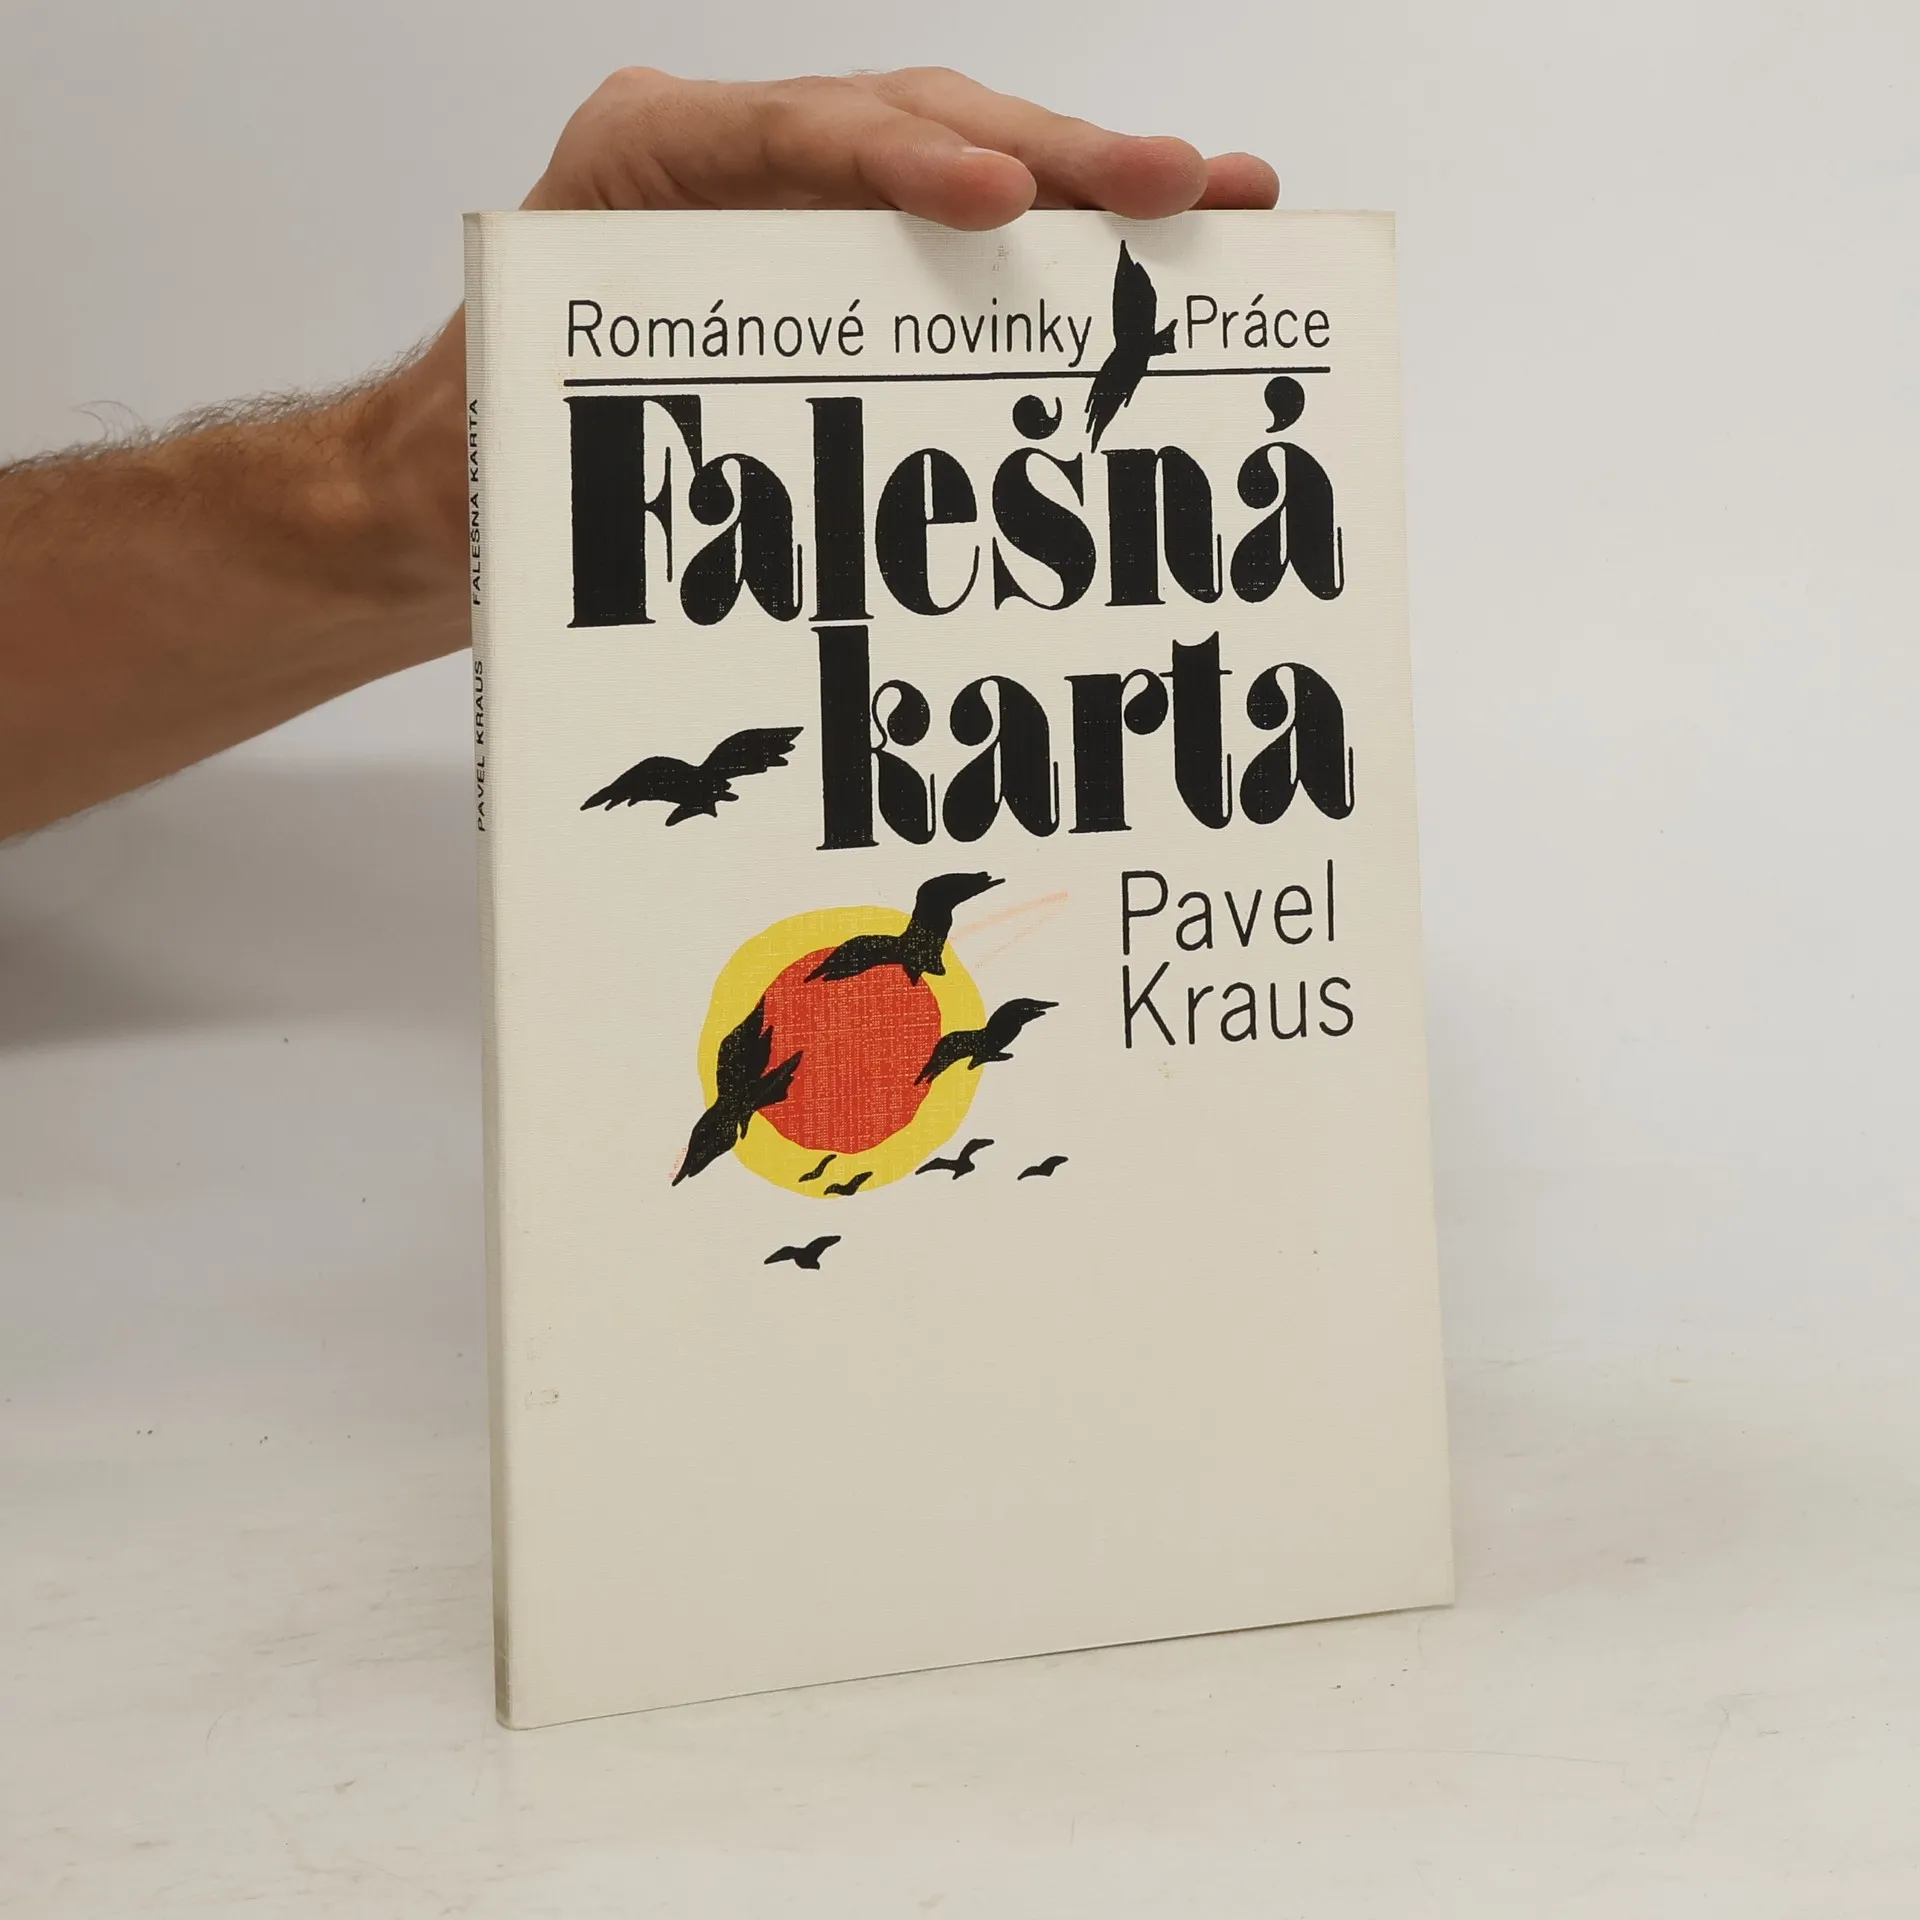 Románové novinky Práce
Falešná
karta
Pavel
Kraus
PAVEL KRAUS FALEŠNÁ KARTA